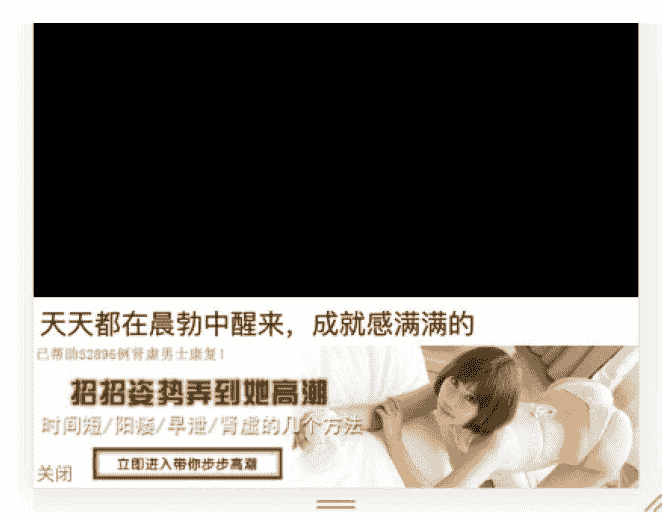 天天都在晨勃中醒来，成就感满满的
已帮助52896例肾虚男士康复！
招招姿势弄到她高潮
时间短/阳痿/早泄/肾虚的几个方法
立即进入带你步步高潮
关闭